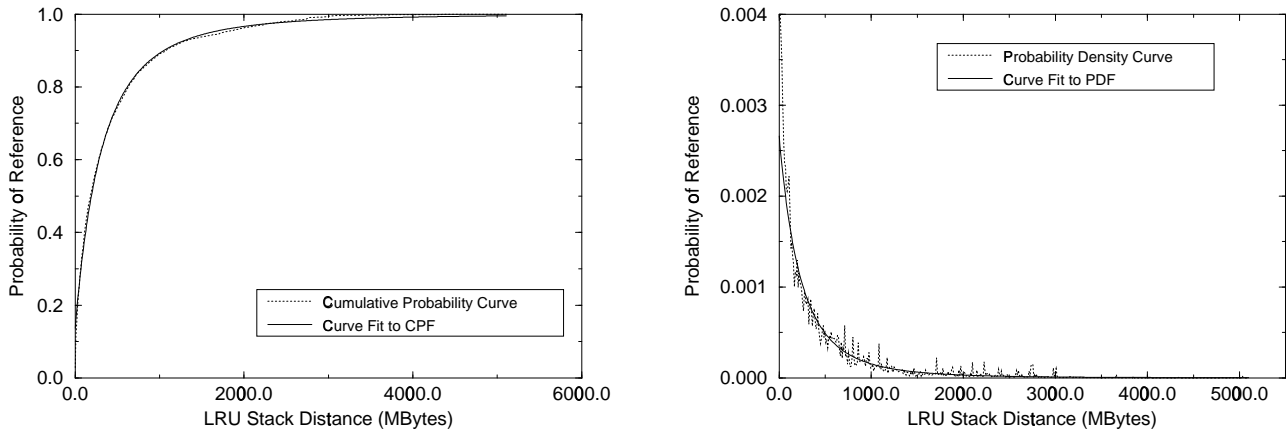 1.0
0.8
0.6
0.4
0.2
0.0
Probability of Reference
Cumulative Probability Curve
Curve Fit to CPF
0.0
2000.0
4000.0
6000.0
LRU Stack Distance (MBytes)
0.004
0.003
0.002
0.001
0.000
Probability of Reference
Probability Density Curve
Curve Fit to PDF
0.0
1000.0
2000.0
3000.0
4000.0
5000.0
LRU Stack Distance (MBytes)